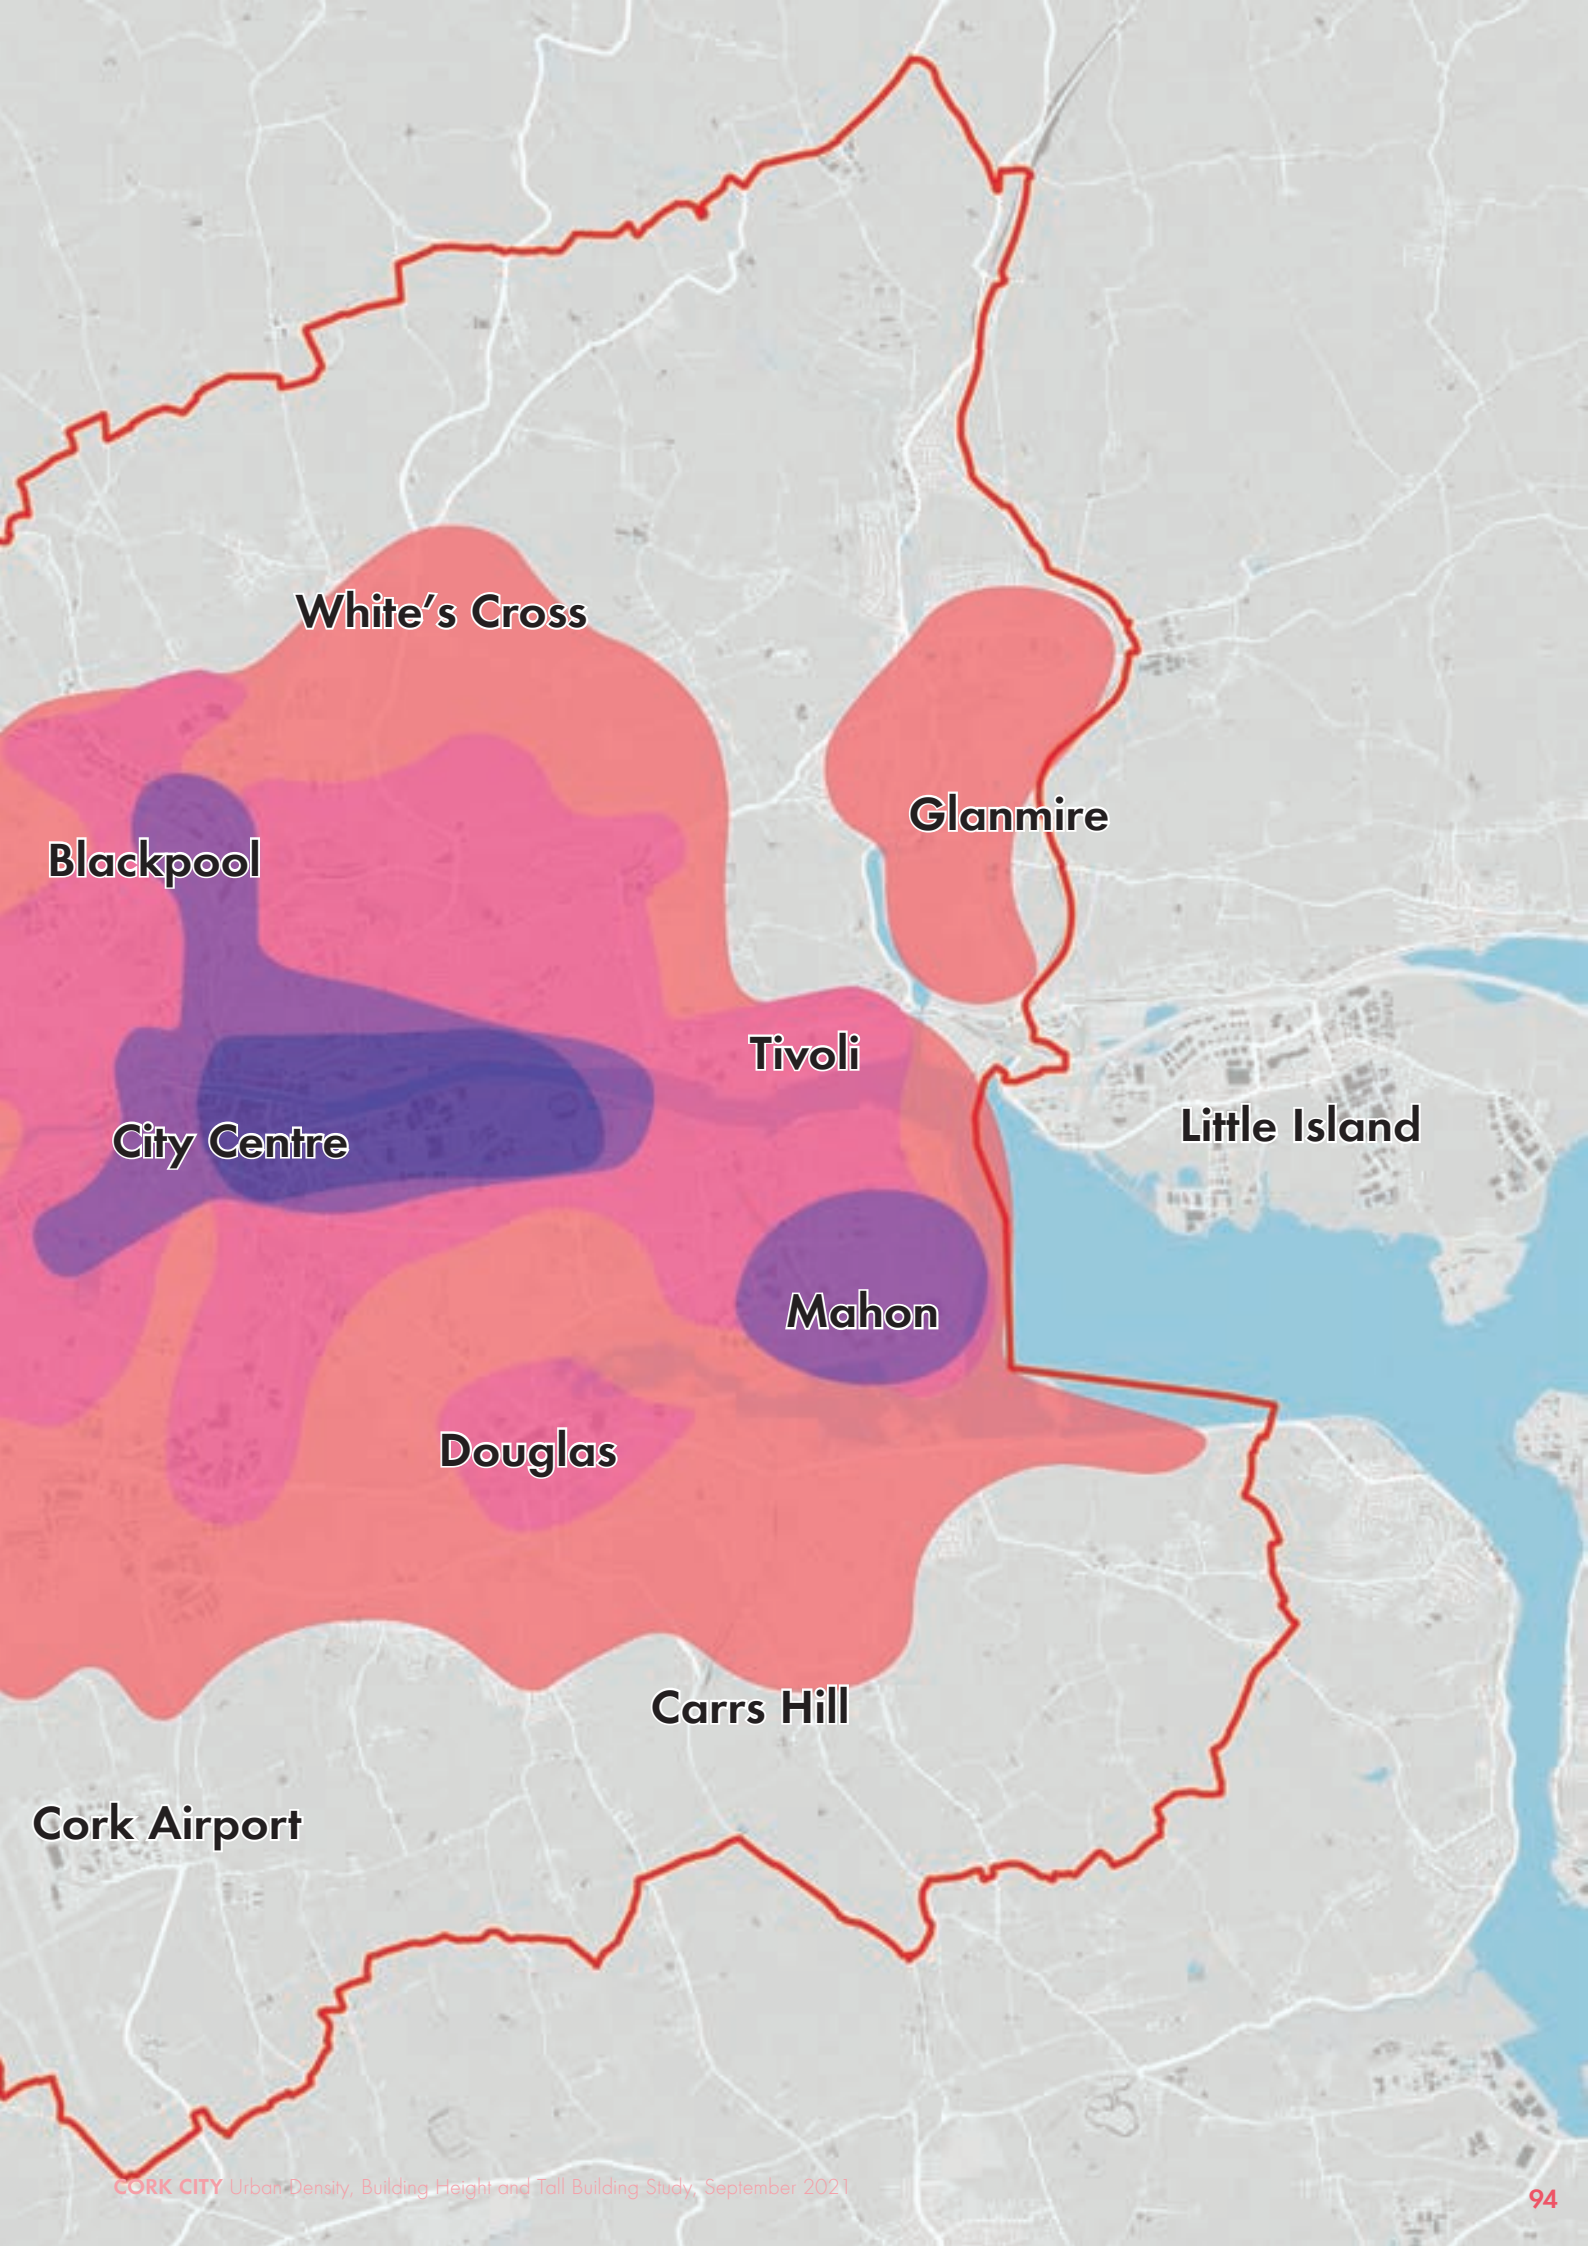 White’s Cross
Glanmire
Blackpool
Tivoli
Little Island
City Centre
Mahon
Douglas
Carrs Hill
Cork Airport
CORK CITY Urban Density, Building Height and Tall Building Study, September 2021
94